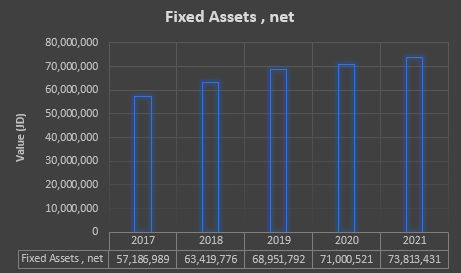 Fixed Assets , net
80,000,000
70,000,000
60,000,000
50,000,000
40,000,000
30,000,000
20,000,000
10,000,000
0
Value (JD)
2017 2018 2019 2020 2021
Fixed Assets , net 57,186,989 63,419,776 68,951,792 71,000,521 73,813,431